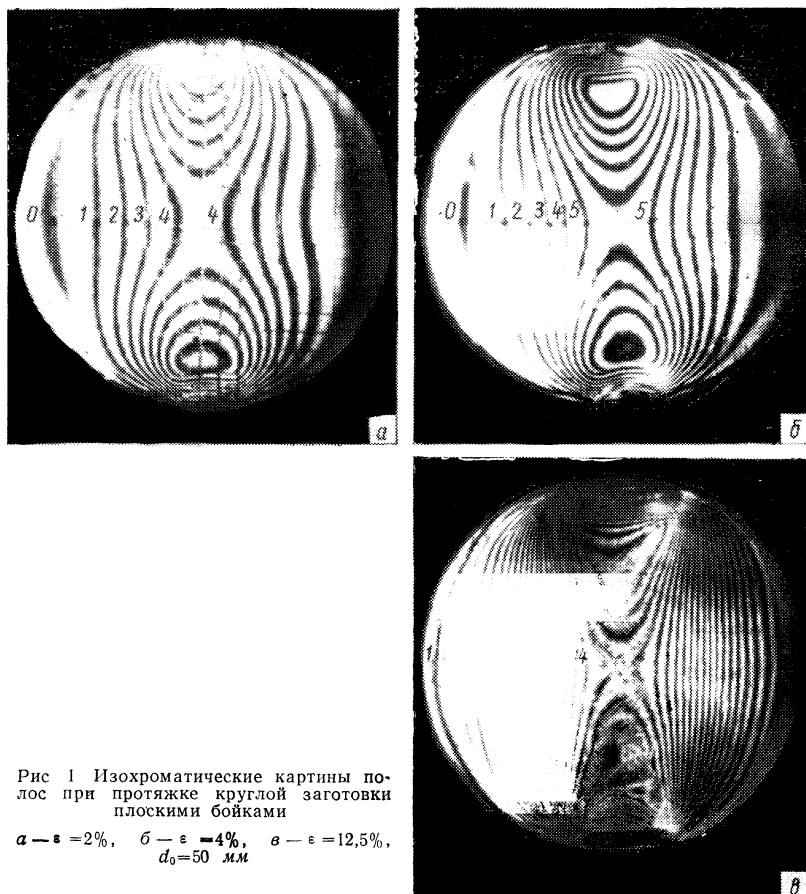 0 1 2 3 4 4
а
0 1 2 3 4 5 5
б
1 4
в
Рис 1 Изохроматические картины по-
лос при протяжке круглой заготовки
плоскими бойками
а — ε =2%, б — ε =4%, в — ε =12,5%,
d₀=50 мм